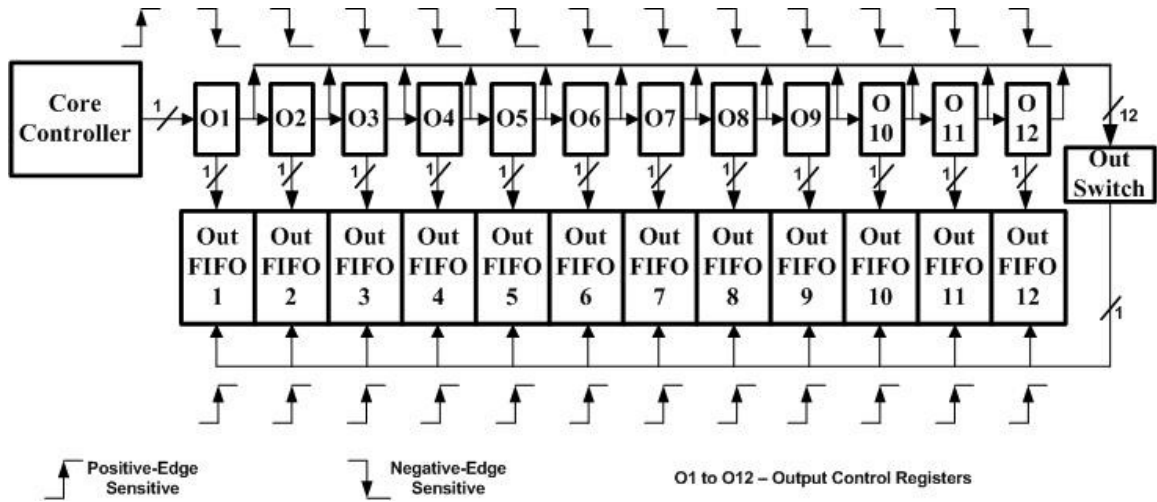 Core
Controller
1
O1
O2
O3
O4
O5
O6
O7
O8
O9
O
10
O
11
O
12
12
Out
Switch
1
1
1
1
1
1
1
1
1
1
1
1
Out
FIFO
1
Out
FIFO
2
Out
FIFO
3
Out
FIFO
4
Out
FIFO
5
Out
FIFO
6
Out
FIFO
7
Out
FIFO
8
Out
FIFO
9
Out
FIFO
10
Out
FIFO
11
Out
FIFO
12
1
Positive-Edge
Sensitive
Negative-Edge
Sensitive
O1 to O12 – Output Control Registers